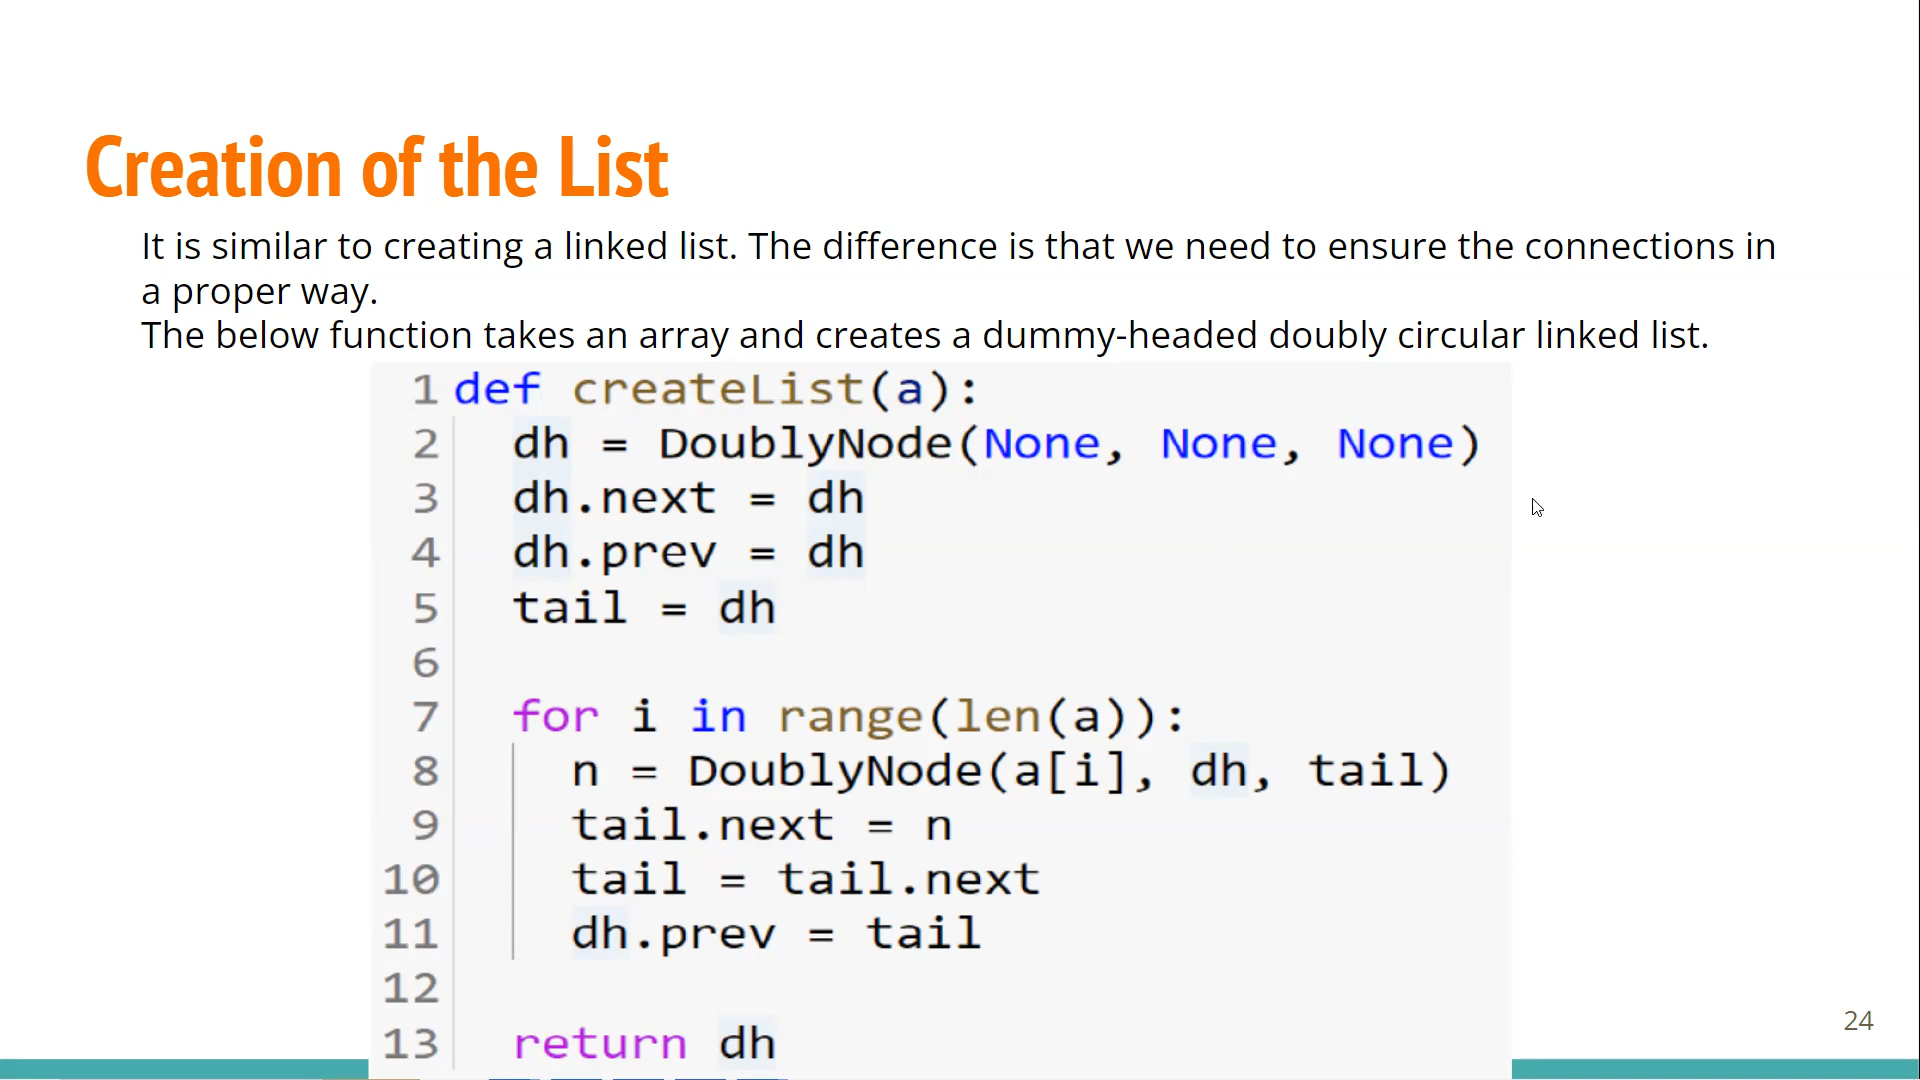 Creation of the List
It is similar to creating a linked list. The difference is that we need to ensure the connections in
a proper way.
The below function takes an array and creates a dummy-headed doubly circular linked list.
1 def createList(a):
2   dh = DoublyNode(None, None, None)
3   dh.next = dh
4   dh.prev = dh
5   tail = dh
6
7   for i in range(len(a)):
8     n = DoublyNode(a[i], dh, tail)
9     tail.next = n
10     tail = tail.next
11     dh.prev = tail
12
13   return dh
24